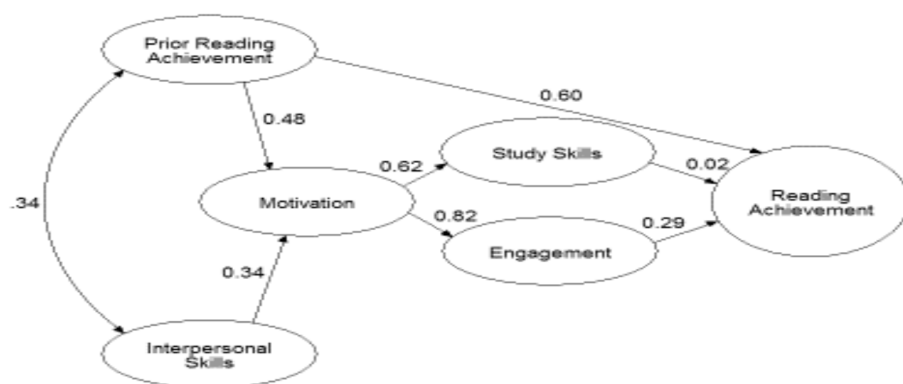 Prior Reading
Achievement
0.60
0.48
Study Skills
0.62
0.02
.34
Motivation
Reading
Achievement
0.82
0.29
Engagement
0.34
Interpersonal
Skills